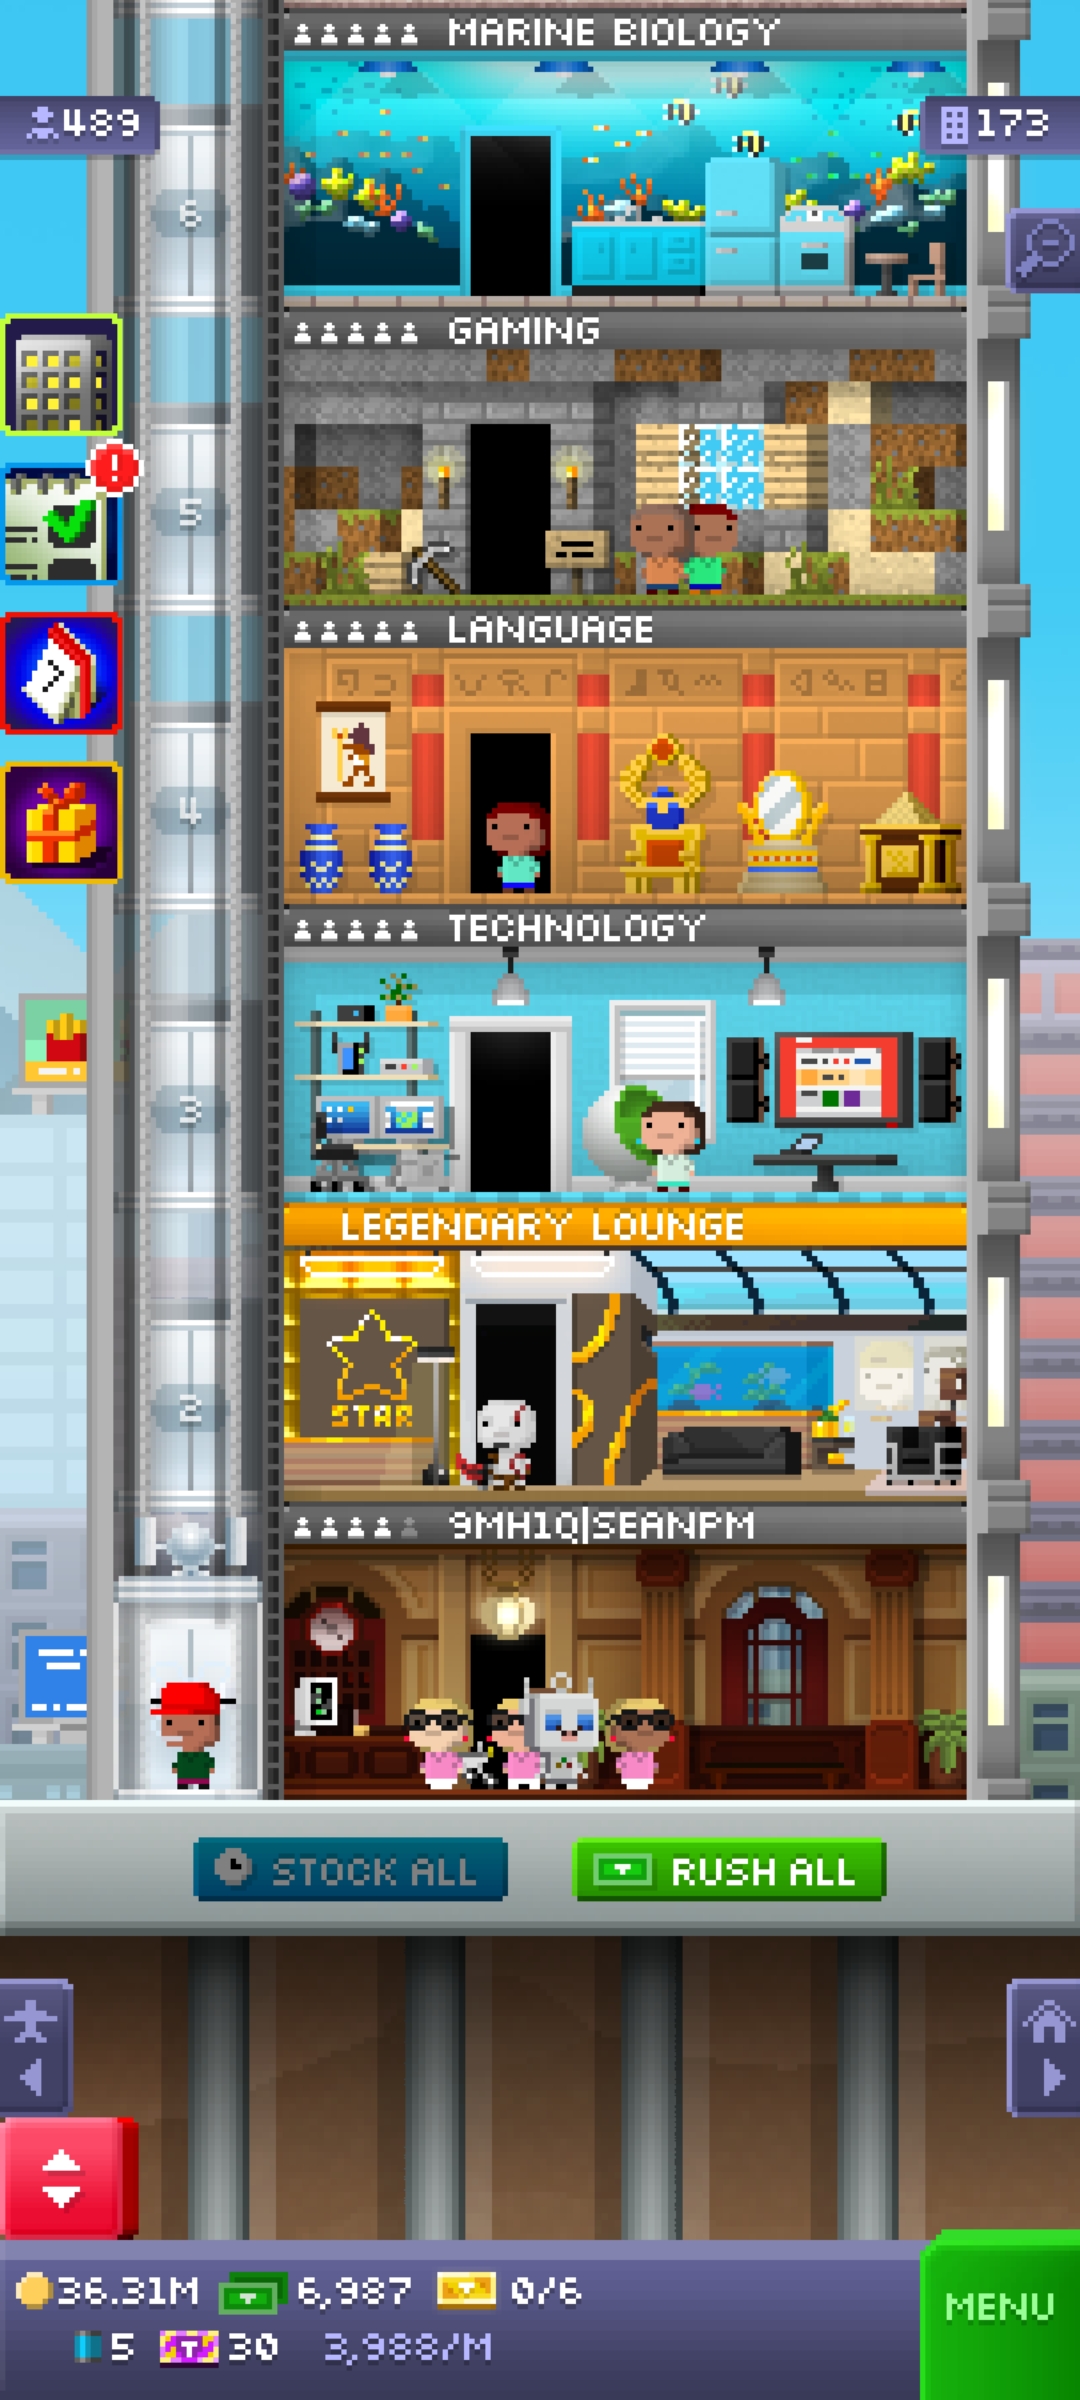 MARINE BIOLOGY
489
173
6
GAMING
5
LANGUAGE
7
4
TECHNOLOGY
3
LEGENDARY LOUNGE
2
STAR
9MH1Q|SEANPM
STOCK ALL
RUSH ALL
36.31M
6,987
0/6
MENU
5
30
3,988/M